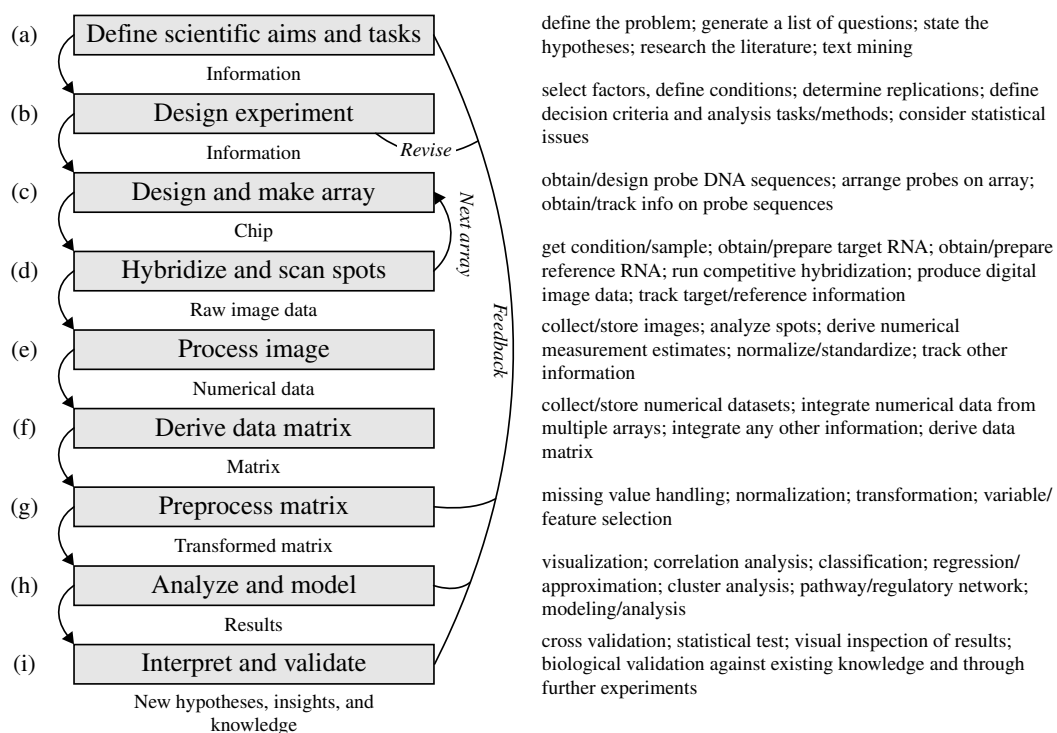 (a)
Define scientific aims and tasks
define the problem; generate a list of questions; state the
hypotheses; research the literature; text mining
Information
(b)
Design experiment
select factors, define conditions; determine replications; define
decision criteria and analysis tasks/methods; consider statistical
issues
Revise
Information
(c)
Design and make array
obtain/design probe DNA sequences; arrange probes on array;
obtain/track info on probe sequences
Chip
Next array
(d)
Hybridize and scan spots
get condition/sample; obtain/prepare target RNA; obtain/prepare
reference RNA; run competitive hybridization; produce digital
image data; track target/reference information
Raw image data
Feedback
(e)
Process image
collect/store images; analyze spots; derive numerical
measurement estimates; normalize/standardize; track other
information
Numerical data
(f)
Derive data matrix
collect/store numerical datasets; integrate numerical data from
multiple arrays; integrate any other information; derive data
matrix
Matrix
(g)
Preprocess matrix
missing value handling; normalization; transformation; variable/
feature selection
Transformed matrix
(h)
Analyze and model
visualization; correlation analysis; classification; regression/
approximation; cluster analysis; pathway/regulatory network;
modeling/analysis
Results
(i)
Interpret and validate
cross validation; statistical test; visual inspection of results;
biological validation against existing knowledge and through
further experiments
New hypotheses, insights, and
knowledge